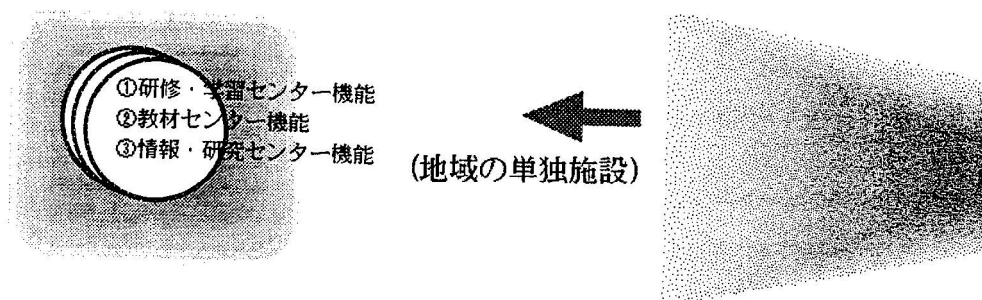 ①研修・学習センター機能
②教材センター機能
③情報・研究センター機能
(地域の単独施設)